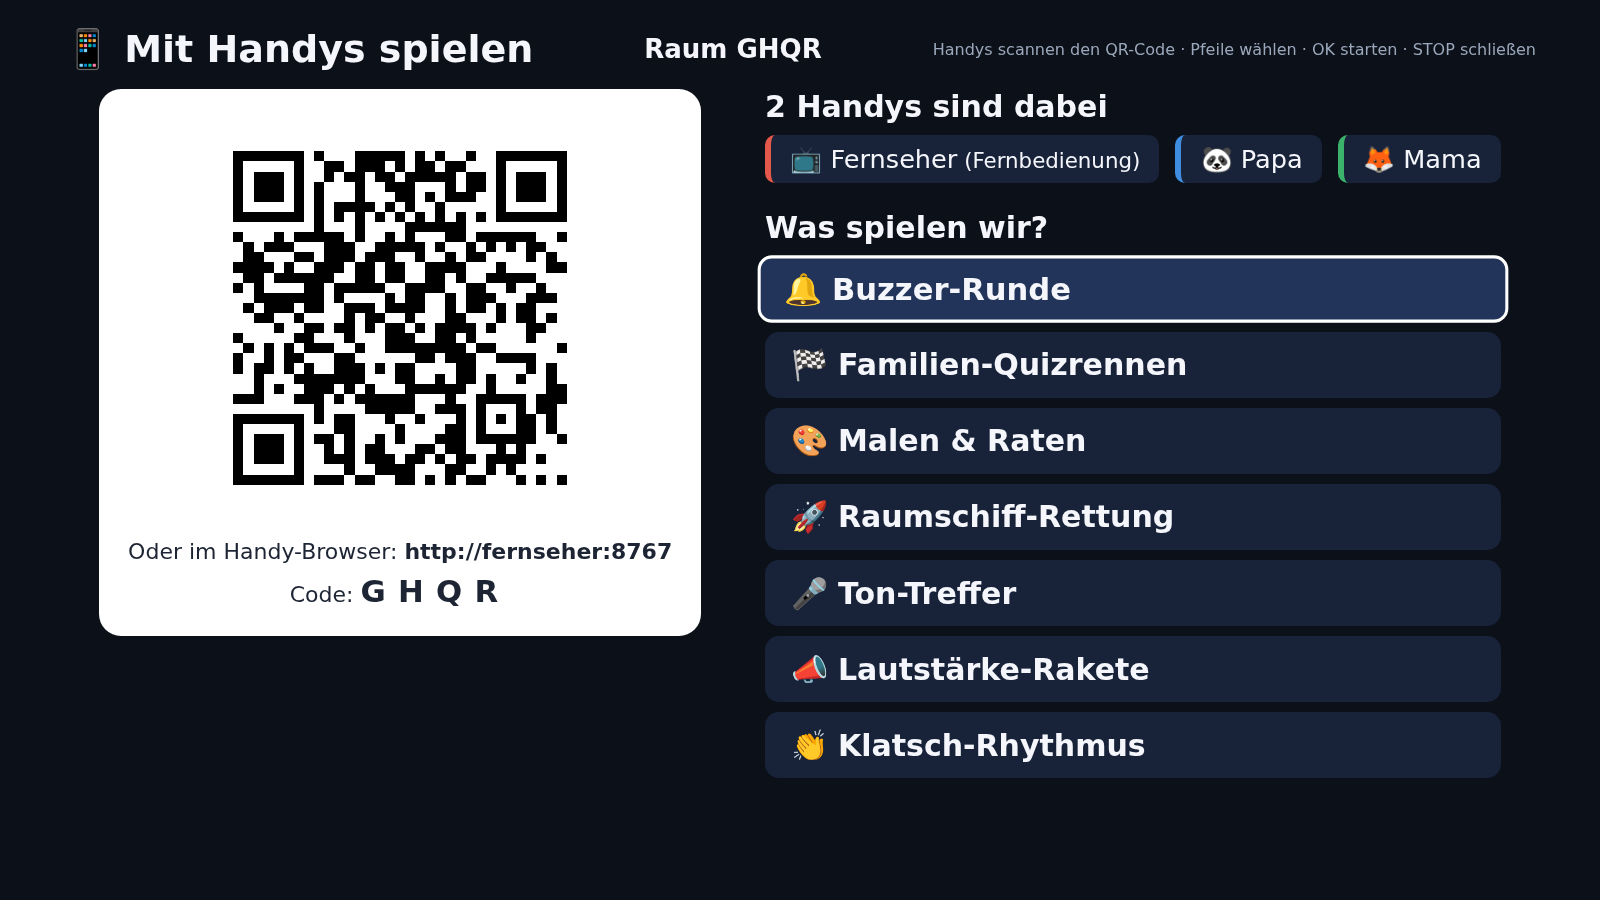 Mit Handys spielen
Raum GHQR
Handys scannen den QR-Code · Pfeile wählen · OK starten · STOP schließen
Oder im Handy-Browser: http://fernseher:8767
Code: G H Q R
2 Handys sind dabei
Fernseher (Fernbedienung)
Papa
Mama
Was spielen wir?
Buzzer-Runde
Familien-Quizrennen
Malen & Raten
Raumschiff-Rettung
Ton-Treffer
Lautstärke-Rakete
Klatsch-Rhythmus